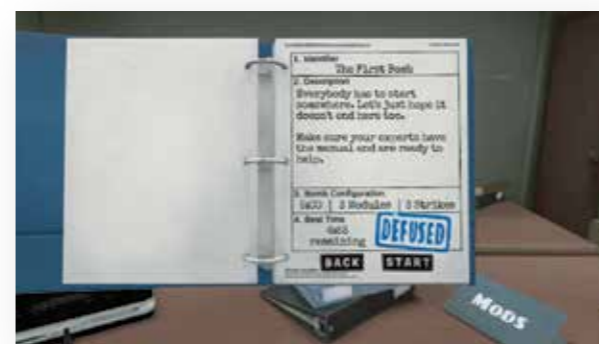 1. Identifier
The First Bomb
2. Description
Everybody has to start
somewhere. Let's just hope it
doesn't end here too.
Make sure your experts have
the manual and are ready to
help.
3. Bomb Configuration
3 Modules | 3 Strikes
4. Best Time
remaining
DEFUSED
BACK
START
MODS